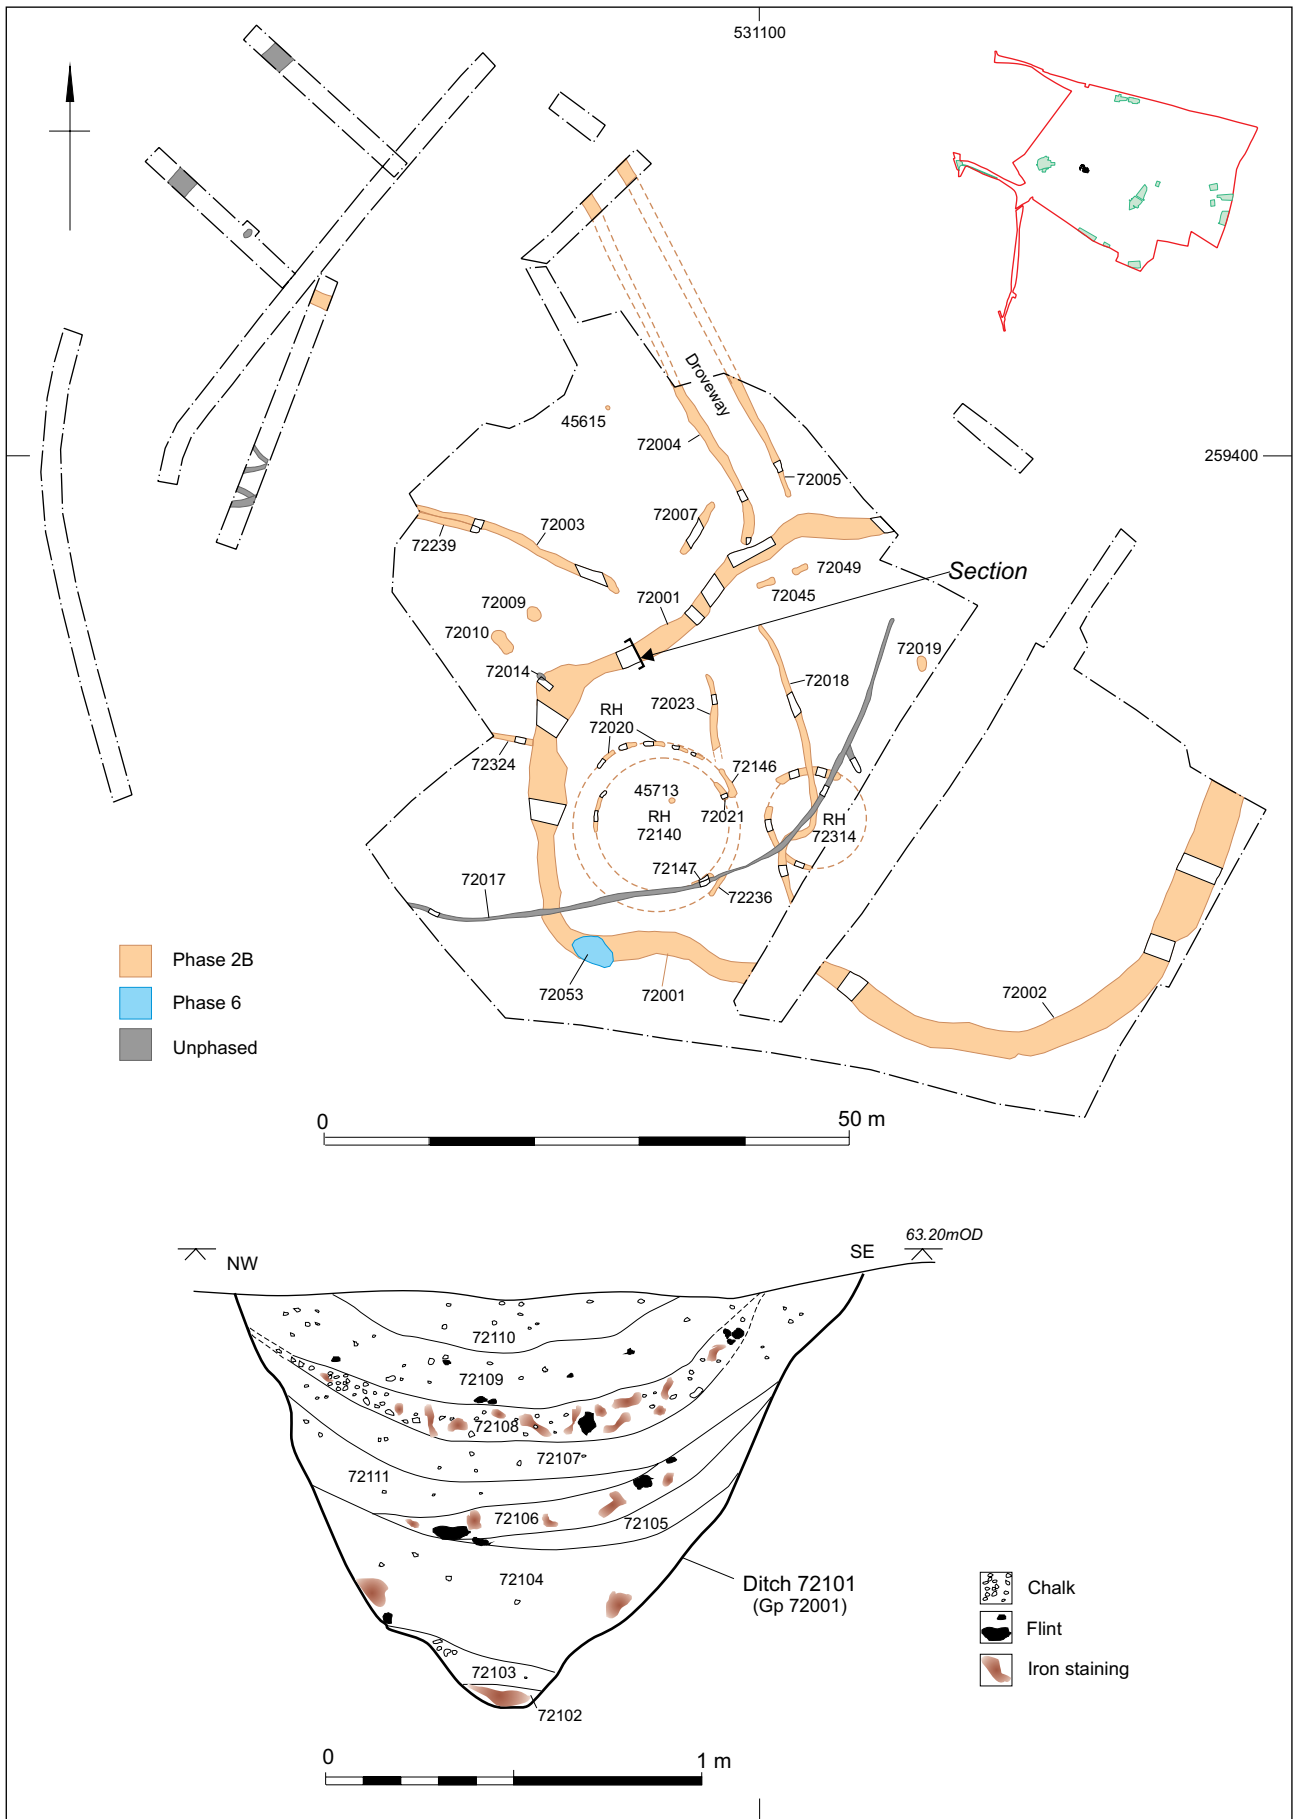 531100
259400
Droveway
45615
72004
72005
72007
72003
72239
72049
72045
Section
72001
72009
72010
72014
72019
72018
72023
RH
72020
72324
72146
45713
72021
RH
72140
RH
72314
72147
72017
72236
72053
72001
72002
Phase 2B
Phase 6
Unphased
0
50 m
63.20mOD
NW
SE
72110
72109
72108
72107
72111
72106
72105
72104
Ditch 72101
(Gp 72001)
72103
72102
Chalk
Flint
Iron staining
0
1 m